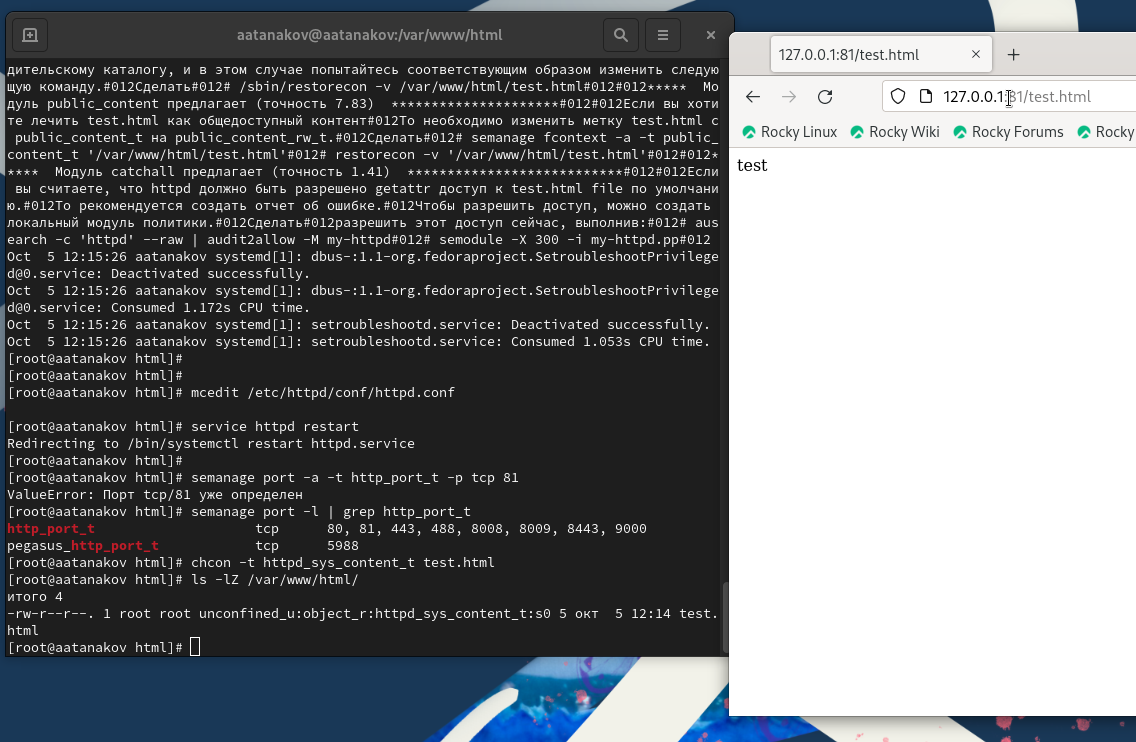 aatanakov@aatanakov:/var/www/html
дительскому каталогу, и в этом случае попытайтесь соответствующим образом изменить следую
щую команду.#012Сделать#012# /sbin/restorecon -v /var/www/html/test.html#012#012*****  Мо
дуль public_content предлагает (точность 7.83)  **********************#012#012Если вы хоти
те лечить test.html как общедоступный контент#012То необходимо изменить метку test.html с
 public_content_t на public_content_rw_t.#012Сделать#012# semanage fcontext -a -t public_
content_t '/var/www/html/test.html'#012# restorecon -v '/var/www/html/test.html'#012#012*
****  Модуль catchall предлагает (точность 1.41)  ***************************#012#012Если
 вы считаете, что httpd должно быть разрешено getattr доступ к test.html file по умолчани
ю.#012То рекомендуется создать отчет об ошибке.#012Чтобы разрешить доступ, можно создать
локальный модуль политики.#012Сделать#012разрешить этот доступ сейчас, выполнив:#012# aus
earch -c 'httpd' --raw | audit2allow -M my-httpd#012# semodule -X 300 -i my-httpd.pp#012
Oct  5 12:15:26 aatanakov systemd[1]: dbus-:1.1-org.fedoraproject.SetroubleshootPrivilege
d@0.service: Deactivated successfully.
Oct  5 12:15:26 aatanakov systemd[1]: dbus-:1.1-org.fedoraproject.SetroubleshootPrivilege
d@0.service: Consumed 1.172s CPU time.
Oct  5 12:15:26 aatanakov systemd[1]: setroubleshootd.service: Deactivated successfully.
Oct  5 12:15:26 aatanakov systemd[1]: setroubleshootd.service: Consumed 1.053s CPU time.
[root@aatanakov html]#
[root@aatanakov html]#
[root@aatanakov html]# mcedit /etc/httpd/conf/httpd.conf
[root@aatanakov html]# service httpd restart
Redirecting to /bin/systemctl restart httpd.service
[root@aatanakov html]#
[root@aatanakov html]# semanage port -a -t http_port_t -p tcp 81
ValueError: Порт tcp/81 уже определен
[root@aatanakov html]# semanage port -l | grep http_port_t
http_port_t                    tcp      80, 81, 443, 488, 8008, 8009, 8443, 9000
pegasus_http_port_t            tcp      5988
[root@aatanakov html]# chcon -t httpd_sys_content_t test.html
[root@aatanakov html]# ls -lZ /var/www/html/
итого 4
-rw-r--r--. 1 root root unconfined_u:object_r:httpd_sys_content_t:s0 5 окт  5 12:14 test.
html
[root@aatanakov html]#
127.0.0.1:81/test.html
127.0.0.1:81/test.html
Rocky Linux Rocky Wiki Rocky Forums Rocky
test